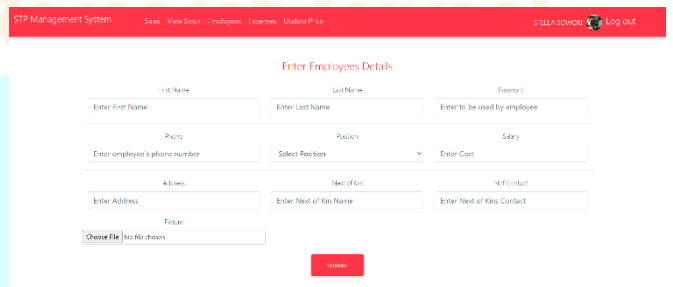 STP Management System Sales View Stock Employees Expenses Update Price STELLA SOWORI Log out
Enter Employees Details
First Name Last Name Password
Enter First Name Enter Last Name Enter to be used by employee
Phone Position Salary
Enter employee's phone number Select Position Enter Cost
Address Next of Kin Nof Contact
Enter Address Enter Next of Kin Name Enter Next of Kins Contact
Picture
Choose File No file chosen
SUBMIT